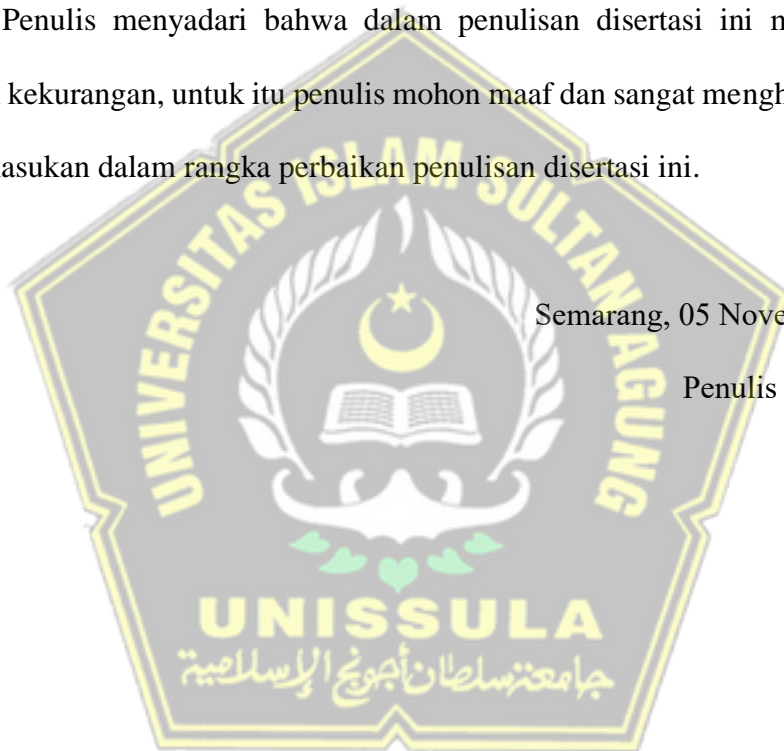 Penulis menyadari bahwa dalam penulisan disertasi ini m
kekurangan, untuk itu penulis mohon maaf dan sangat mengh
asukan dalam rangka perbaikan penulisan disertasi ini.
Semarang, 05 Nove
Penulis
UNIVERSITAS ISLAM SULTAN AGUNG
UNISSULA
جامعة سلطان أجونج الإسلامية